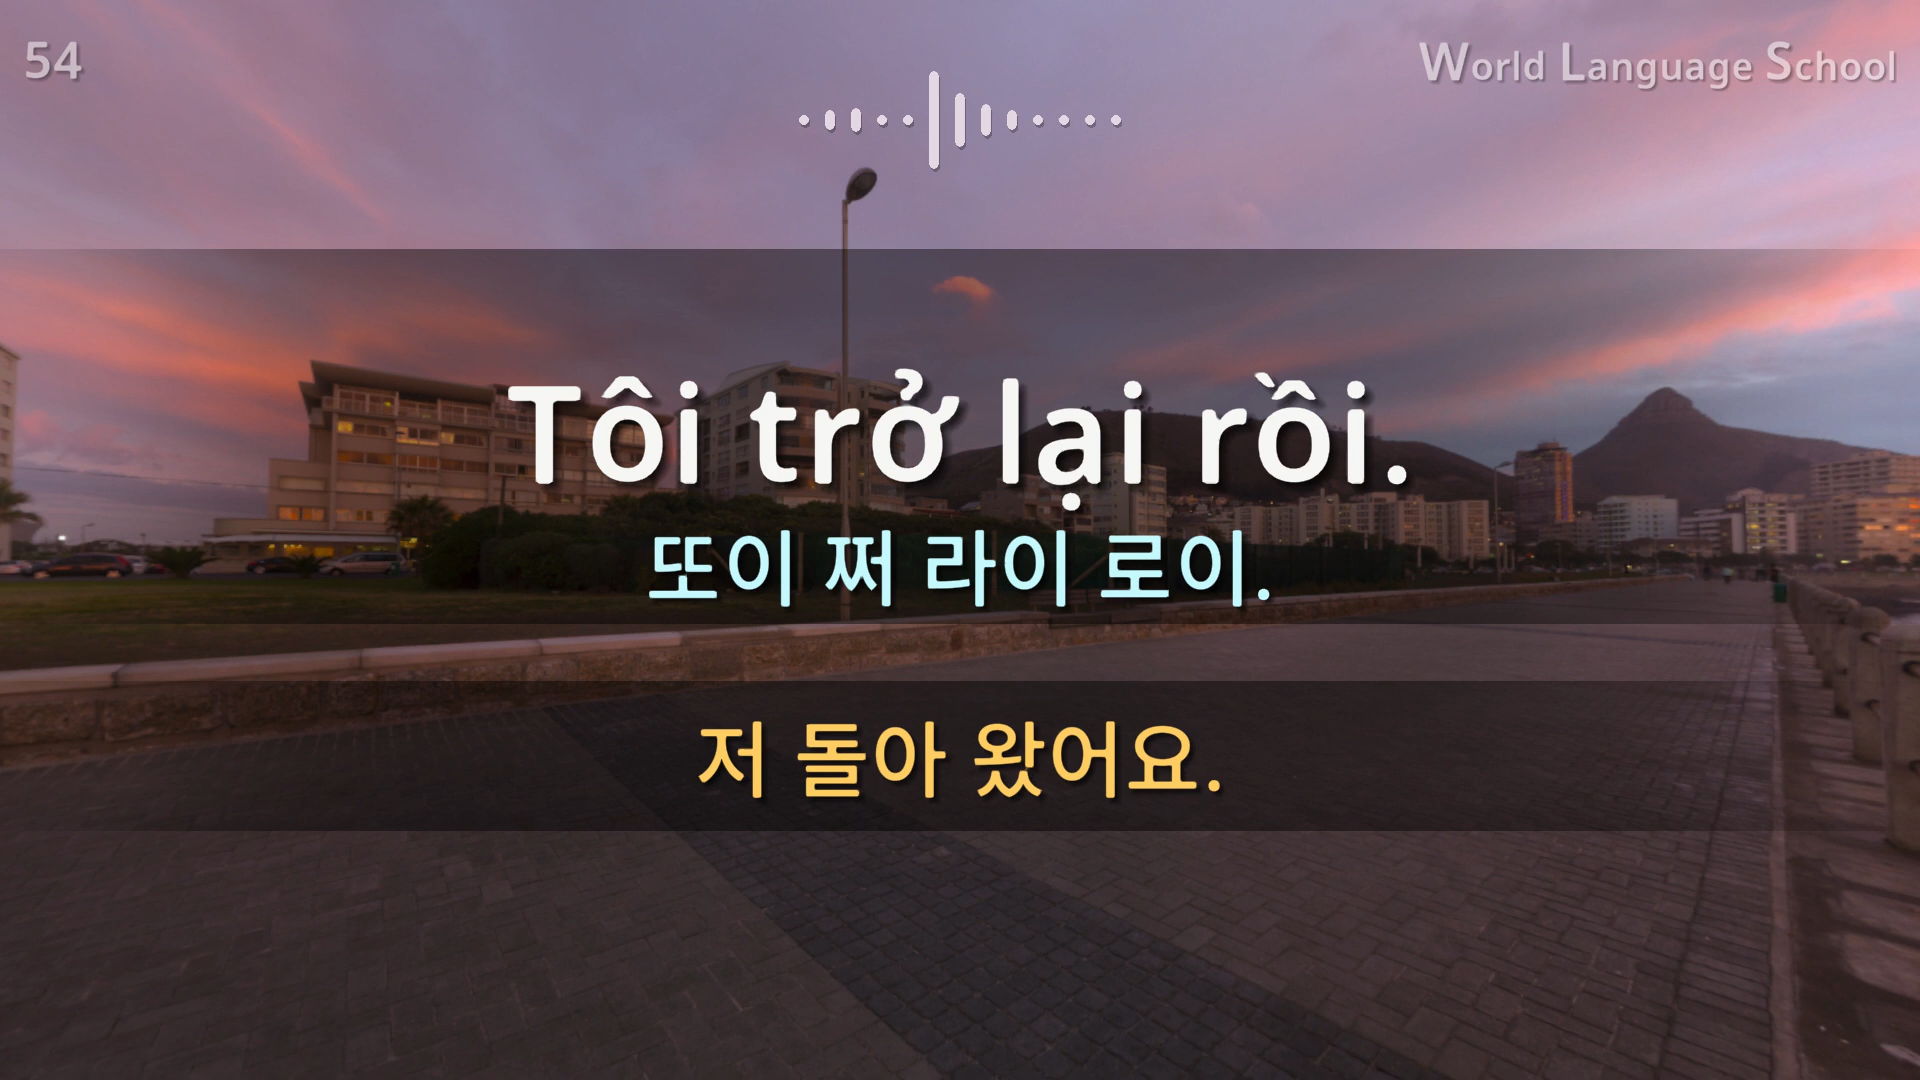 54
World Language School
Tôi trở lại rồi.
또이 쩌 라이 로이.
저 돌아 왔어요.